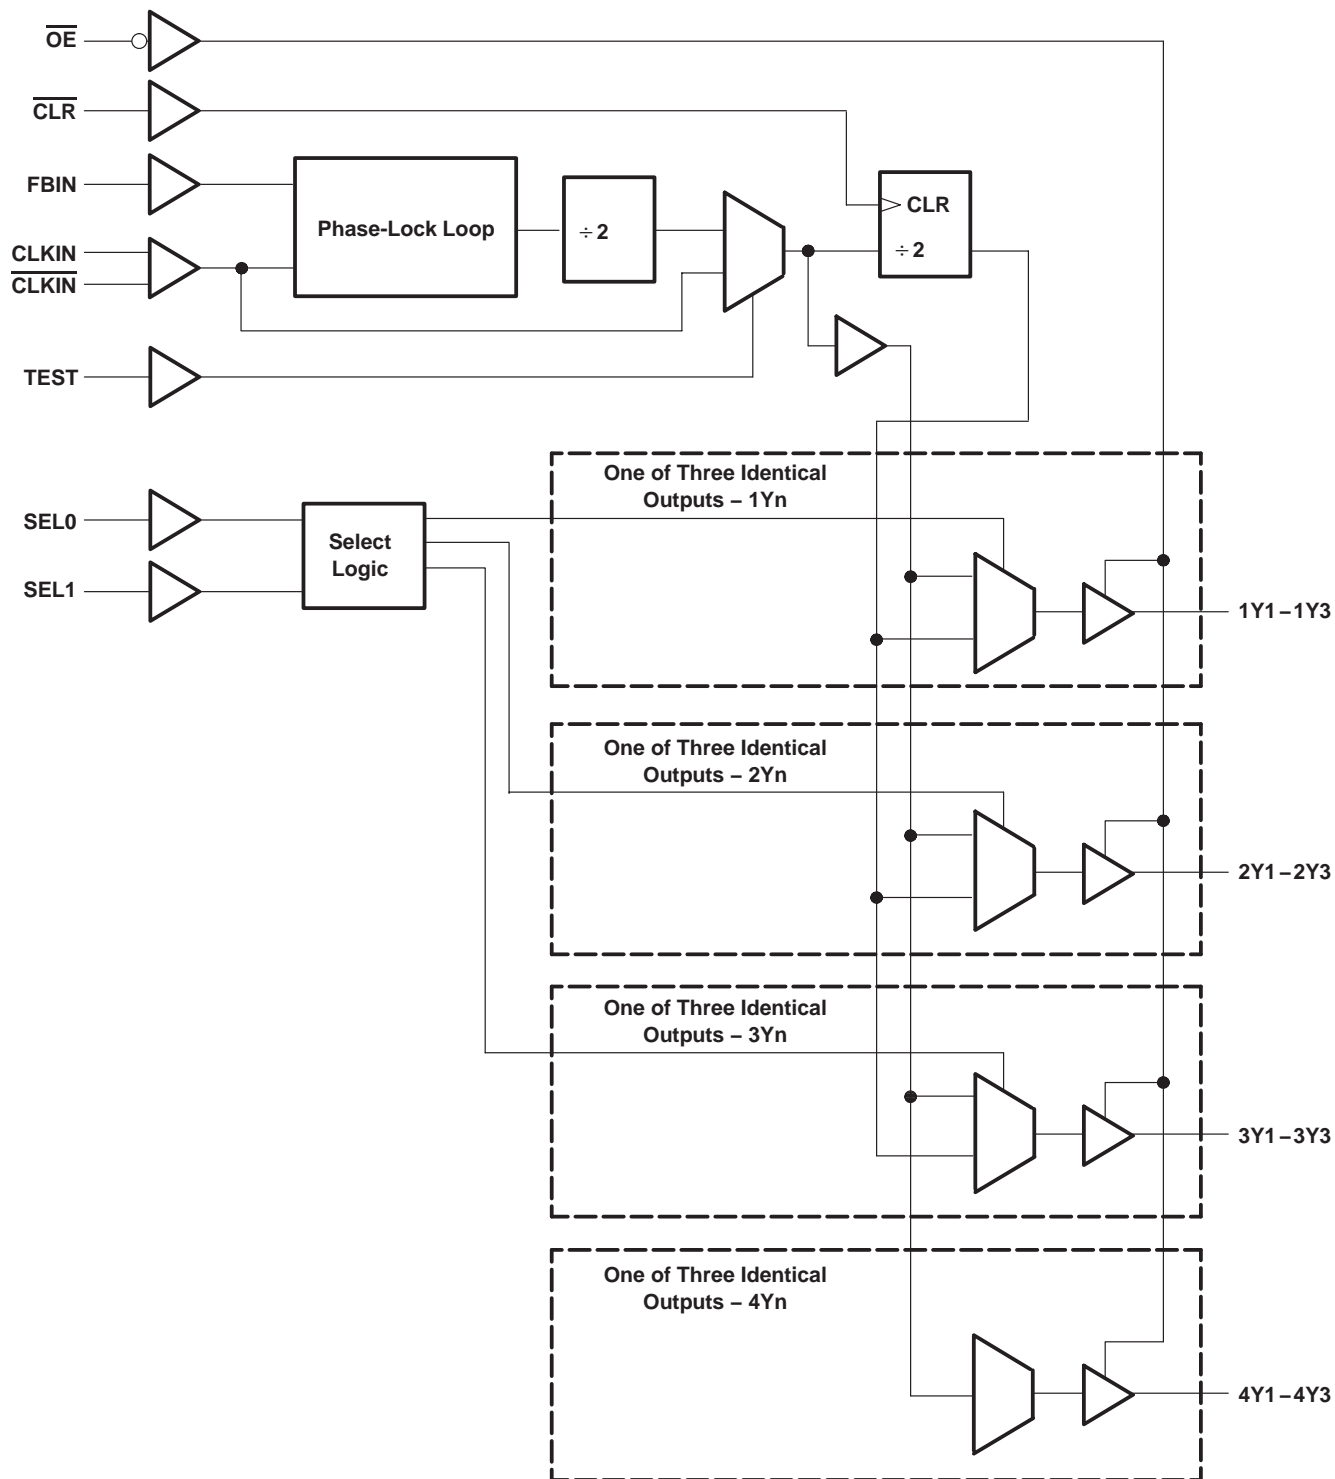 OE
CLR
FBIN
CLKIN
CLKIN
TEST
Phase-Lock Loop
÷2
CLR
÷2
SEL0
SEL1
Select
Logic
One of Three Identical
Outputs – 1Yn
1Y1–1Y3
One of Three Identical
Outputs – 2Yn
2Y1–2Y3
One of Three Identical
Outputs – 3Yn
3Y1–3Y3
One of Three Identical
Outputs – 4Yn
4Y1–4Y3